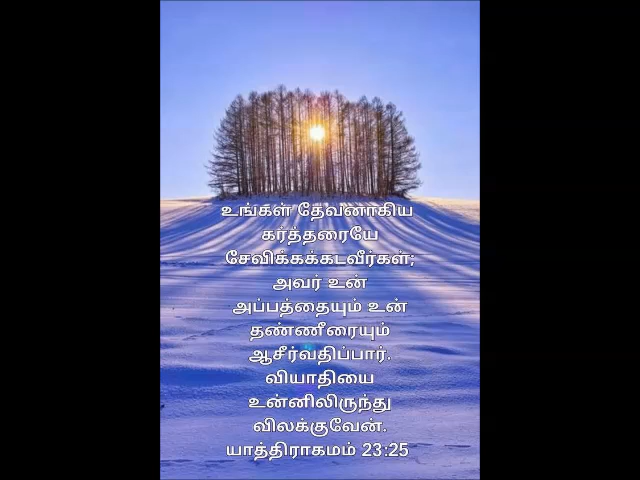 உங்கள் தேவனாகிய
கர்த்தரையே
சேவிக்கக்கடவீர்கள்;
அவர் உன்
அப்பத்தையும் உன்
தண்ணீரையும்
ஆசீர்வதிப்பார்.
வியாதியை
உன்னிலிருந்து
விலக்குவேன்.
யாத்திராகமம் 23:25